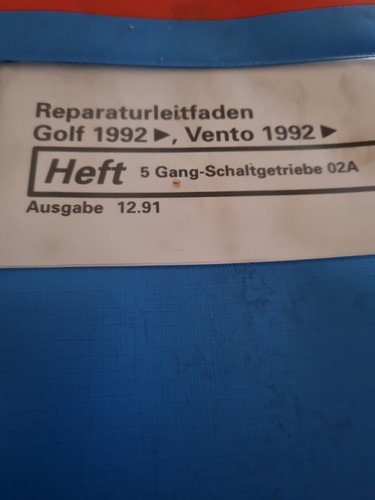 Reparaturleitfaden
Golf 1992 ▶, Vento 1992 ▶
Heft 5 Gang-Schaltgetriebe 02A
Ausgabe 12.91